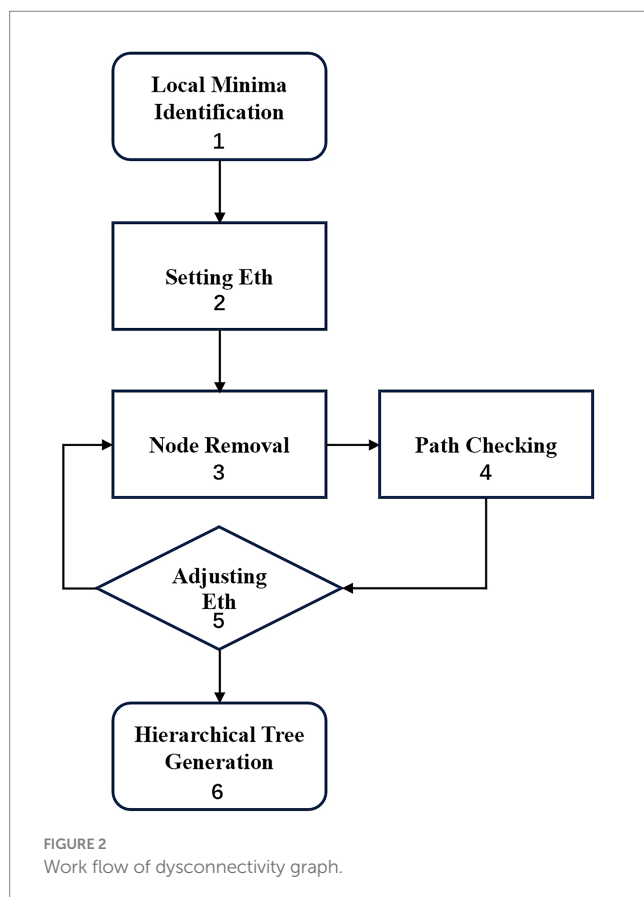 Local Minima
Identification
1
Setting Eth
2
Node Removal
3
Path Checking
4
Adjusting
Eth
5
Hierarchical Tree
Generation
6
FIGURE 2
Work flow of dysconnectivity graph.